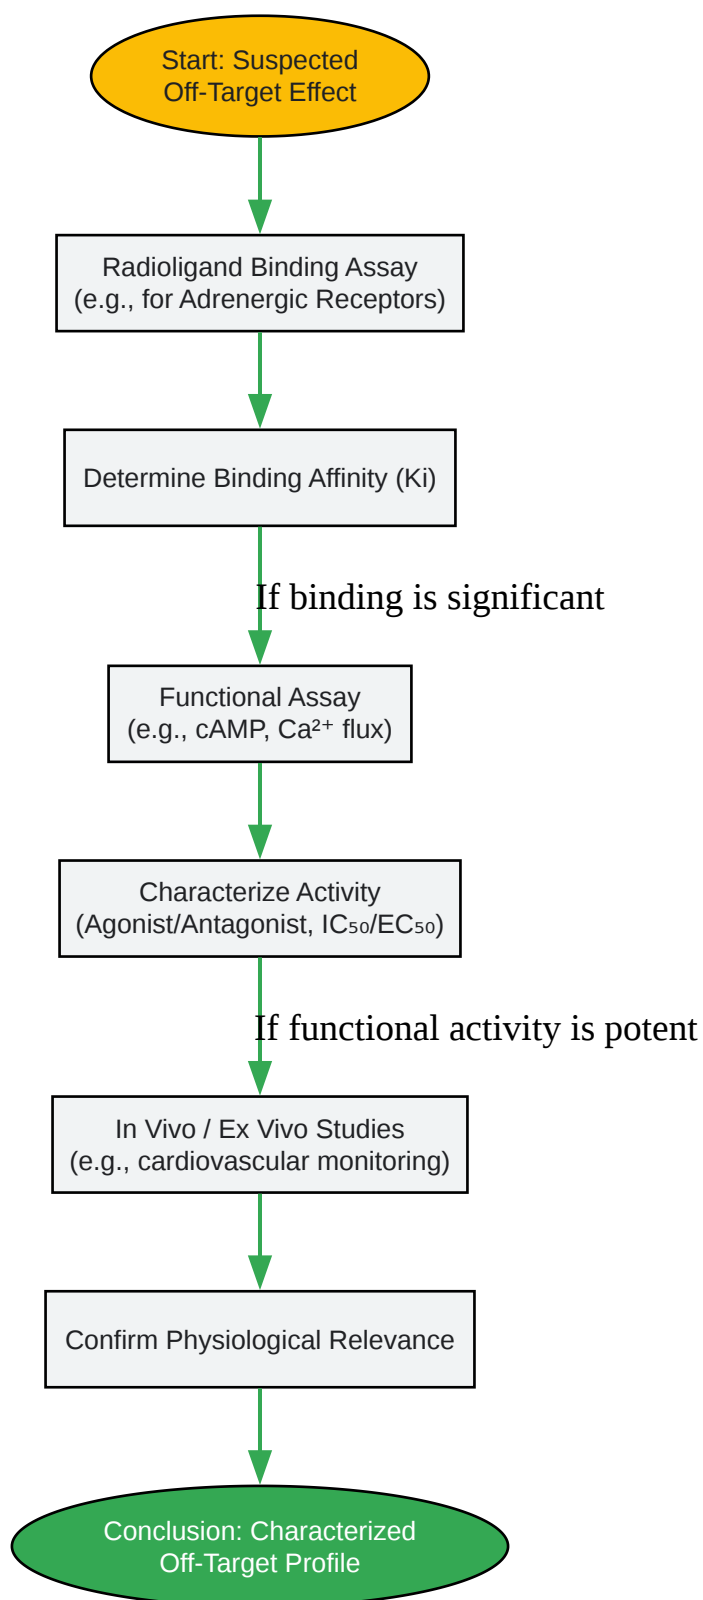 Start: Suspected
Off-Target Effect
Radioligand Binding Assay
(e.g., for Adrenergic Receptors)
Determine Binding Affinity (Ki)
If binding is significant
Functional Assay
(e.g., cAMP, Ca²⁺ flux)
Characterize Activity
(Agonist/Antagonist, IC₅₀/EC₅₀)
If functional activity is potent
In Vivo / Ex Vivo Studies
(e.g., cardiovascular monitoring)
Confirm Physiological Relevance
Conclusion: Characterized
Off-Target Profile